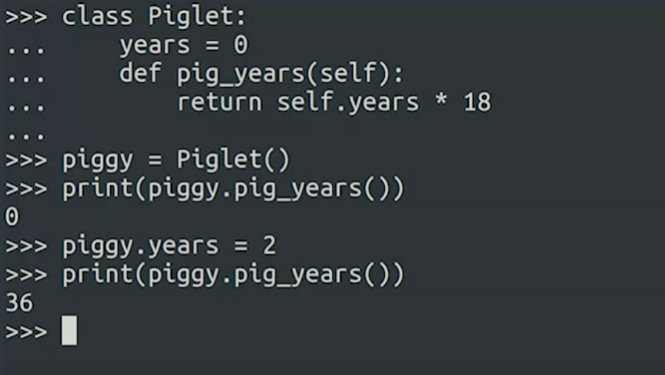 >>> class Piglet:
...     years = 0
...     def pig_years(self):
...         return self.years * 18
...
>>> piggy = Piglet()
>>> print(piggy.pig_years())
0
>>> piggy.years = 2
>>> print(piggy.pig_years())
36
>>>